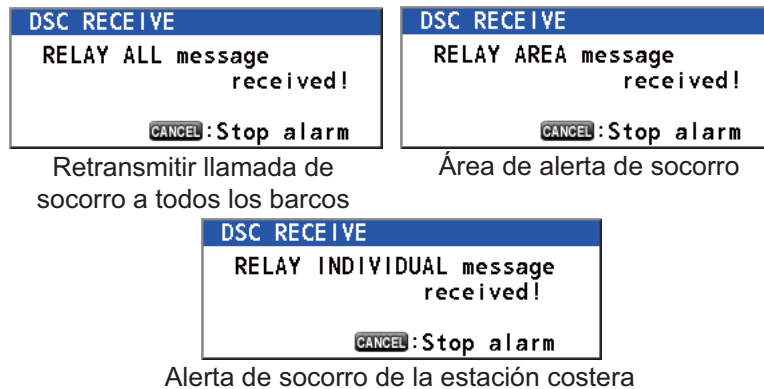 DSC RECEIVE
RELAY ALL message
received!
CANCEL:Stop alarm
Retransmitir llamada de
socorro a todos los barcos
DSC RECEIVE
RELAY AREA message
received!
CANCEL:Stop alarm
Área de alerta de socorro
DSC RECEIVE
RELAY INDIVIDUAL message
received!
CANCEL:Stop alarm
Alerta de socorro de la estación costera